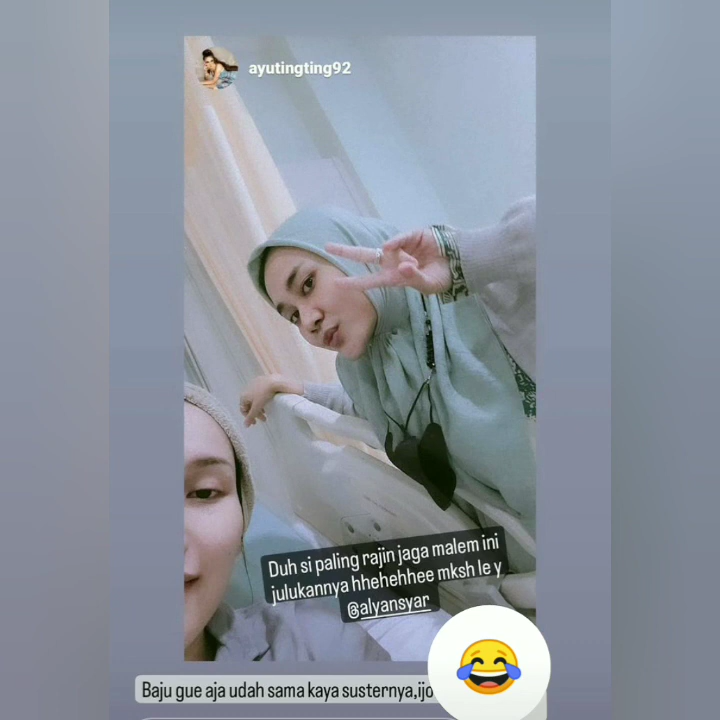 ayutingting92
Duh si paling rajin jaga malem ini
julukannya hhehehhee mksh le y
@alyansyar
Baju gue aja udah sama kaya susternya,ijo